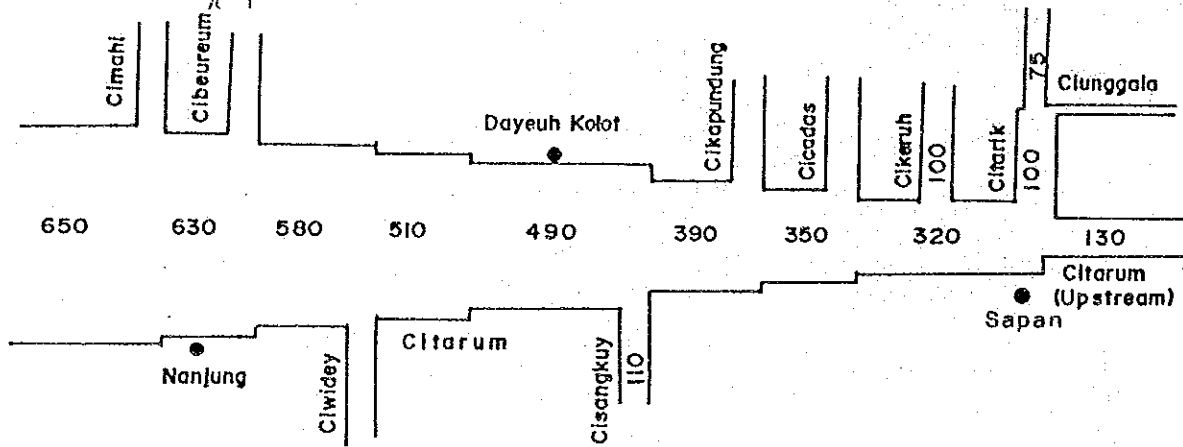 Cimahi
Cibeureum
Cikapundung
Cicadas
Cikeruh
100
Citarik
100
75
Ciunggala
Dayeuh Kolot
650 630 580 510 490 390 350 320 130
Nanjung
Ciwidey
Citarum
Cisangkuy
110
Sapan
Citarum
(Upstream)